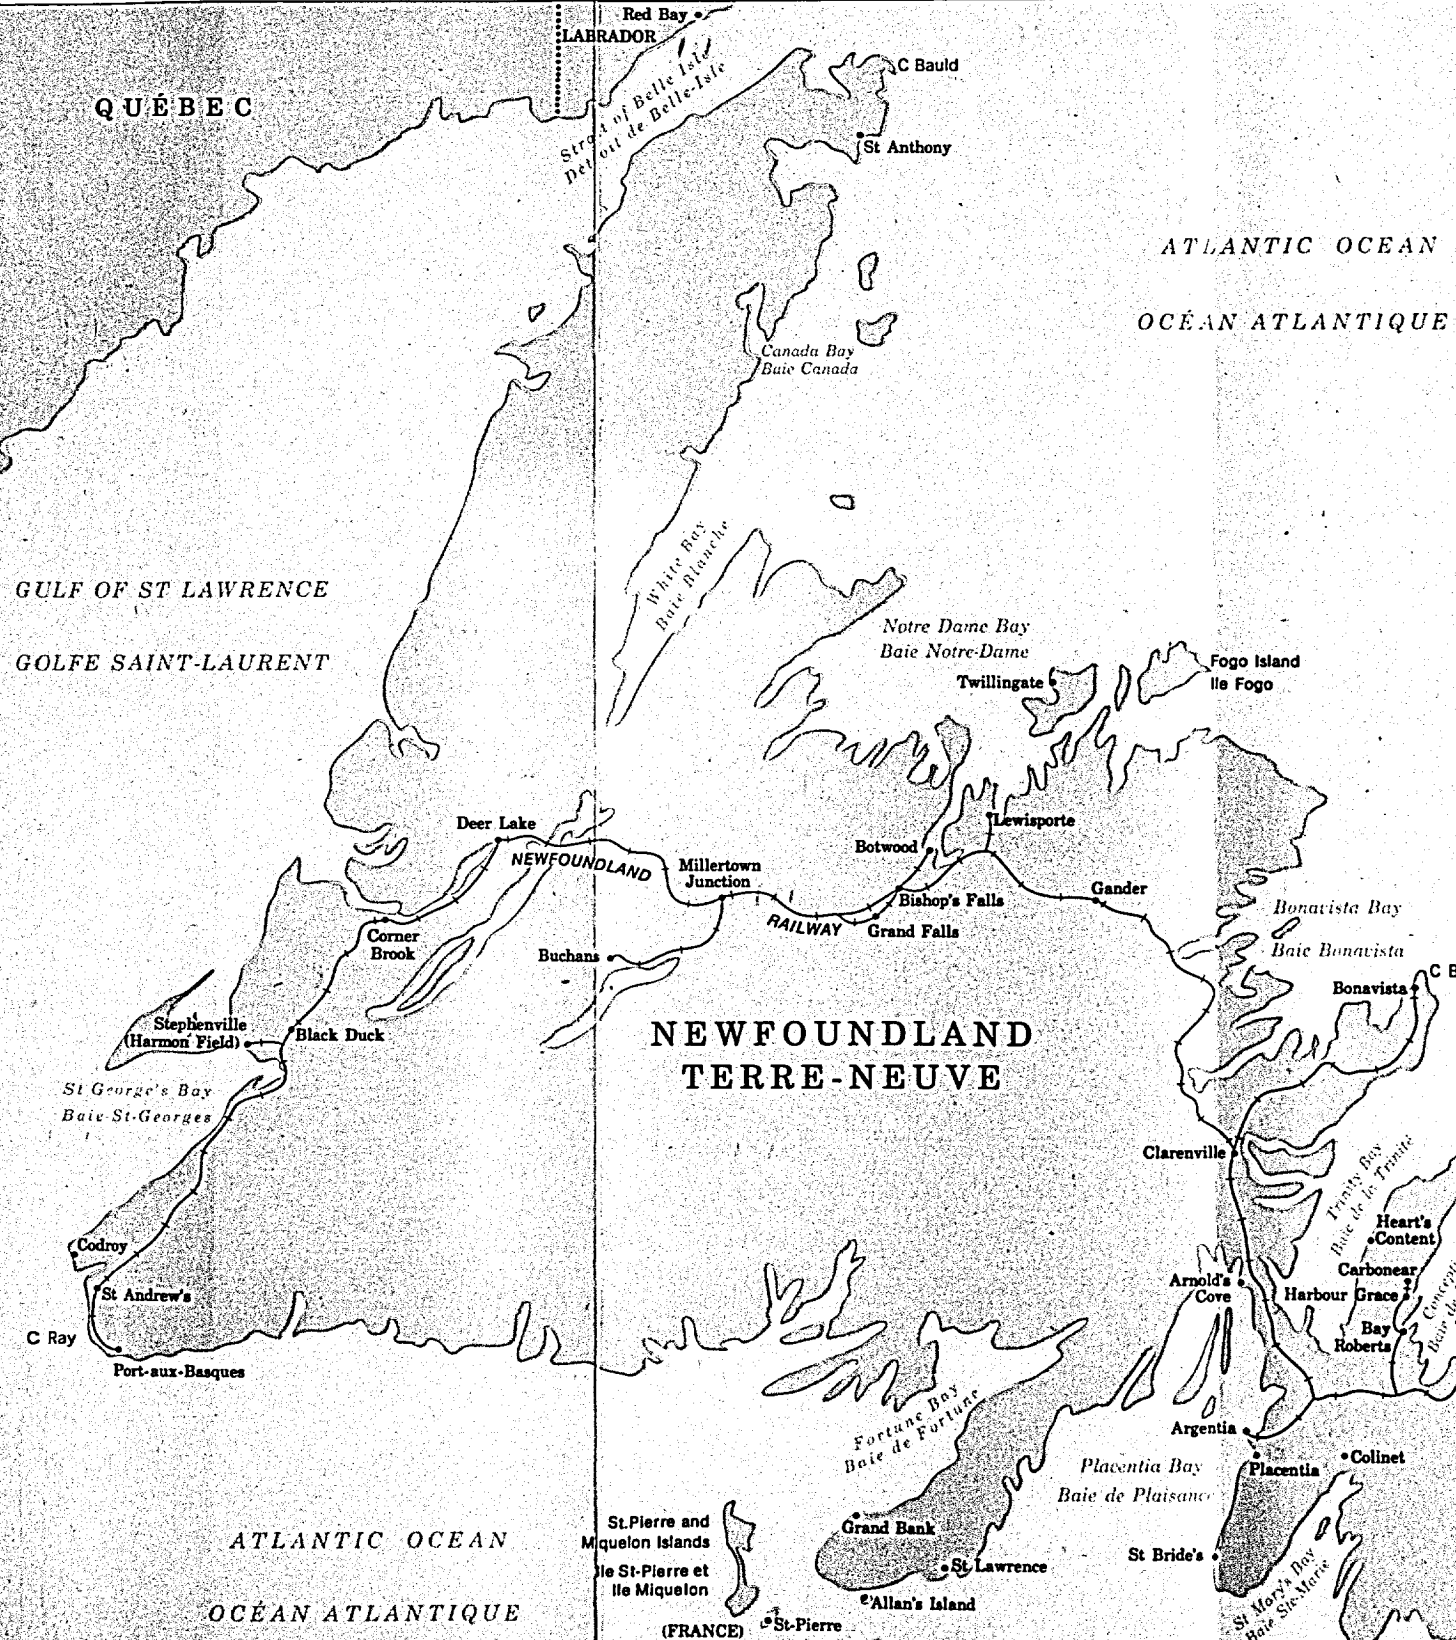 Red Bay
LABRADOR
C Bauld
QUÉBEC
Strait of Belle Isle
Détroit de Belle-Isle
St Anthony
ATLANTIC OCEAN
OCÉAN ATLANTIQUE
Canada Bay
Baie Canada
White Bay
Baie Blanche
GULF OF ST LAWRENCE
GOLFE SAINT-LAURENT
Notre Dame Bay
Baie Notre-Dame
Fogo Island
Ile Fogo
Twillingate
Deer Lake
Lewisporte
NEWFOUNDLAND
Botwood
Millertown
Junction
Gander
Bishop's Falls
RAILWAY
Grand Falls
Bonavista Bay
Baie Bonavista
Corner
Brook
Buchans
C B
Bonavista
Stephenville
(Harmon Field)
Black Duck
NEWFOUNDLAND
TERRE-NEUVE
St George's Bay
Baie St-Georges
Clarenville
Trinity Bay
Baie de la Trinité
Heart's
Content
Codroy
Carbonear
Arnold's
Cove
Harbour Grace
St Andrew's
C Ray
Bay
Roberts
Port-aux-Basques
Fortune Bay
Baie de Fortune
Argentia
Placentia
Colinet
Placentia Bay
Baie de Plaisance
St.Pierre and
Miquelon Islands
Ile St-Pierre et
Ile Miquelon
Grand Bank
ATLANTIC OCEAN
St Bride's
St Lawrence
Allan's Island
St Mary's Bay
Baie Ste-Marie
OCÉAN ATLANTIQUE
St-Pierre
(FRANCE)